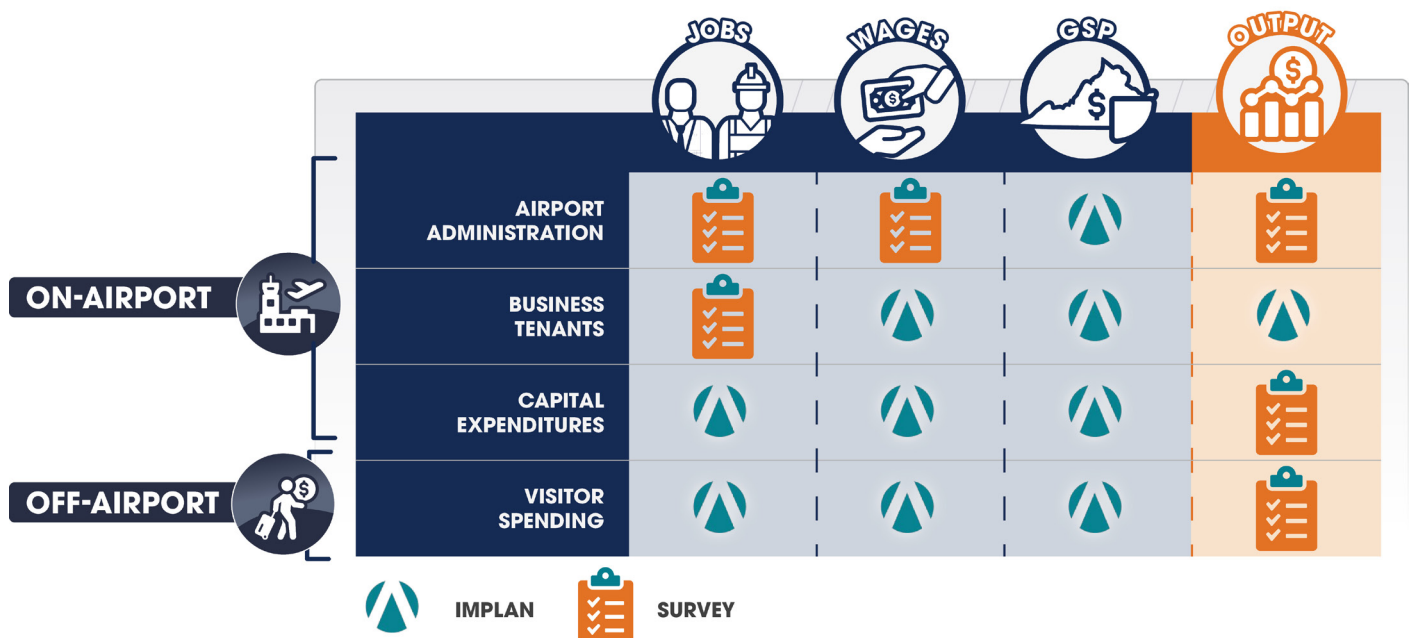 JOBS
WAGES
GSP
OUTPUT
AIRPORT
ADMINISTRATION
ON-AIRPORT
BUSINESS
TENANTS
CAPITAL
EXPENDITURES
OFF-AIRPORT
VISITOR
SPENDING
IMPLAN
SURVEY